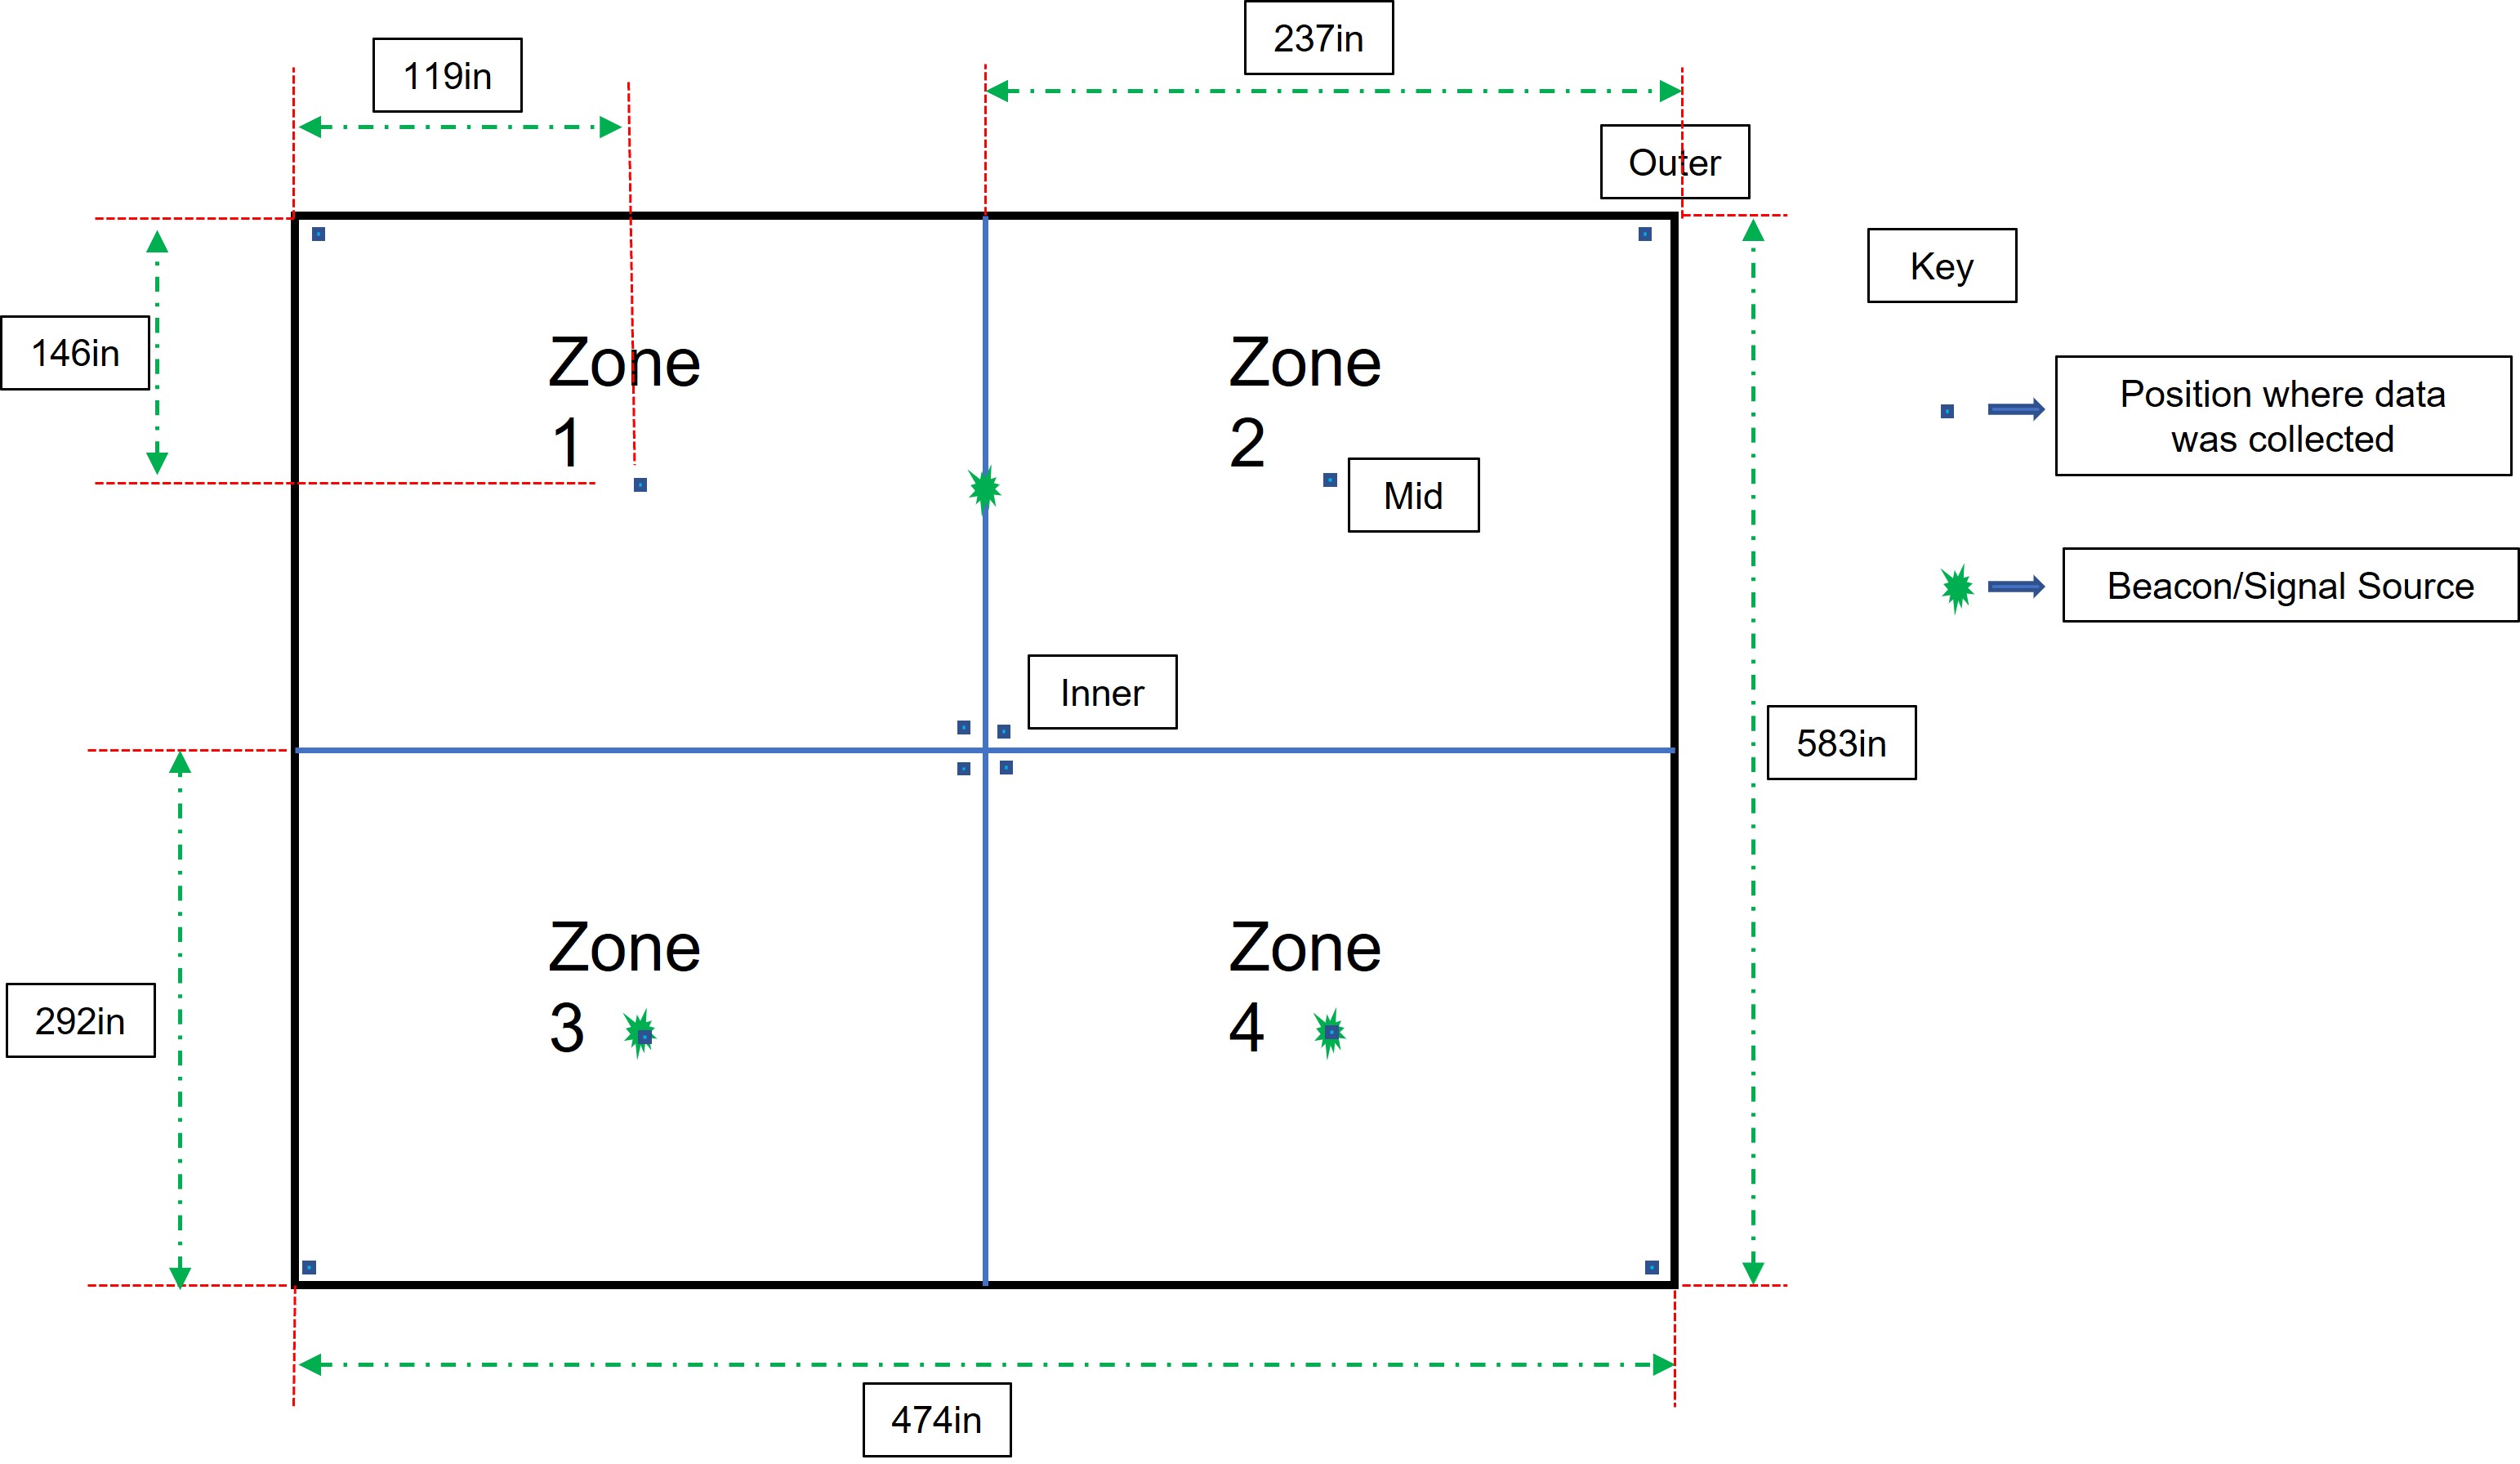 237in
119in
Outer
Key
146in
Zone
1
Zone
2
Position where data
was collected
Mid
Beacon/Signal Source
Inner
583in
Zone
3
Zone
4
292in
474in